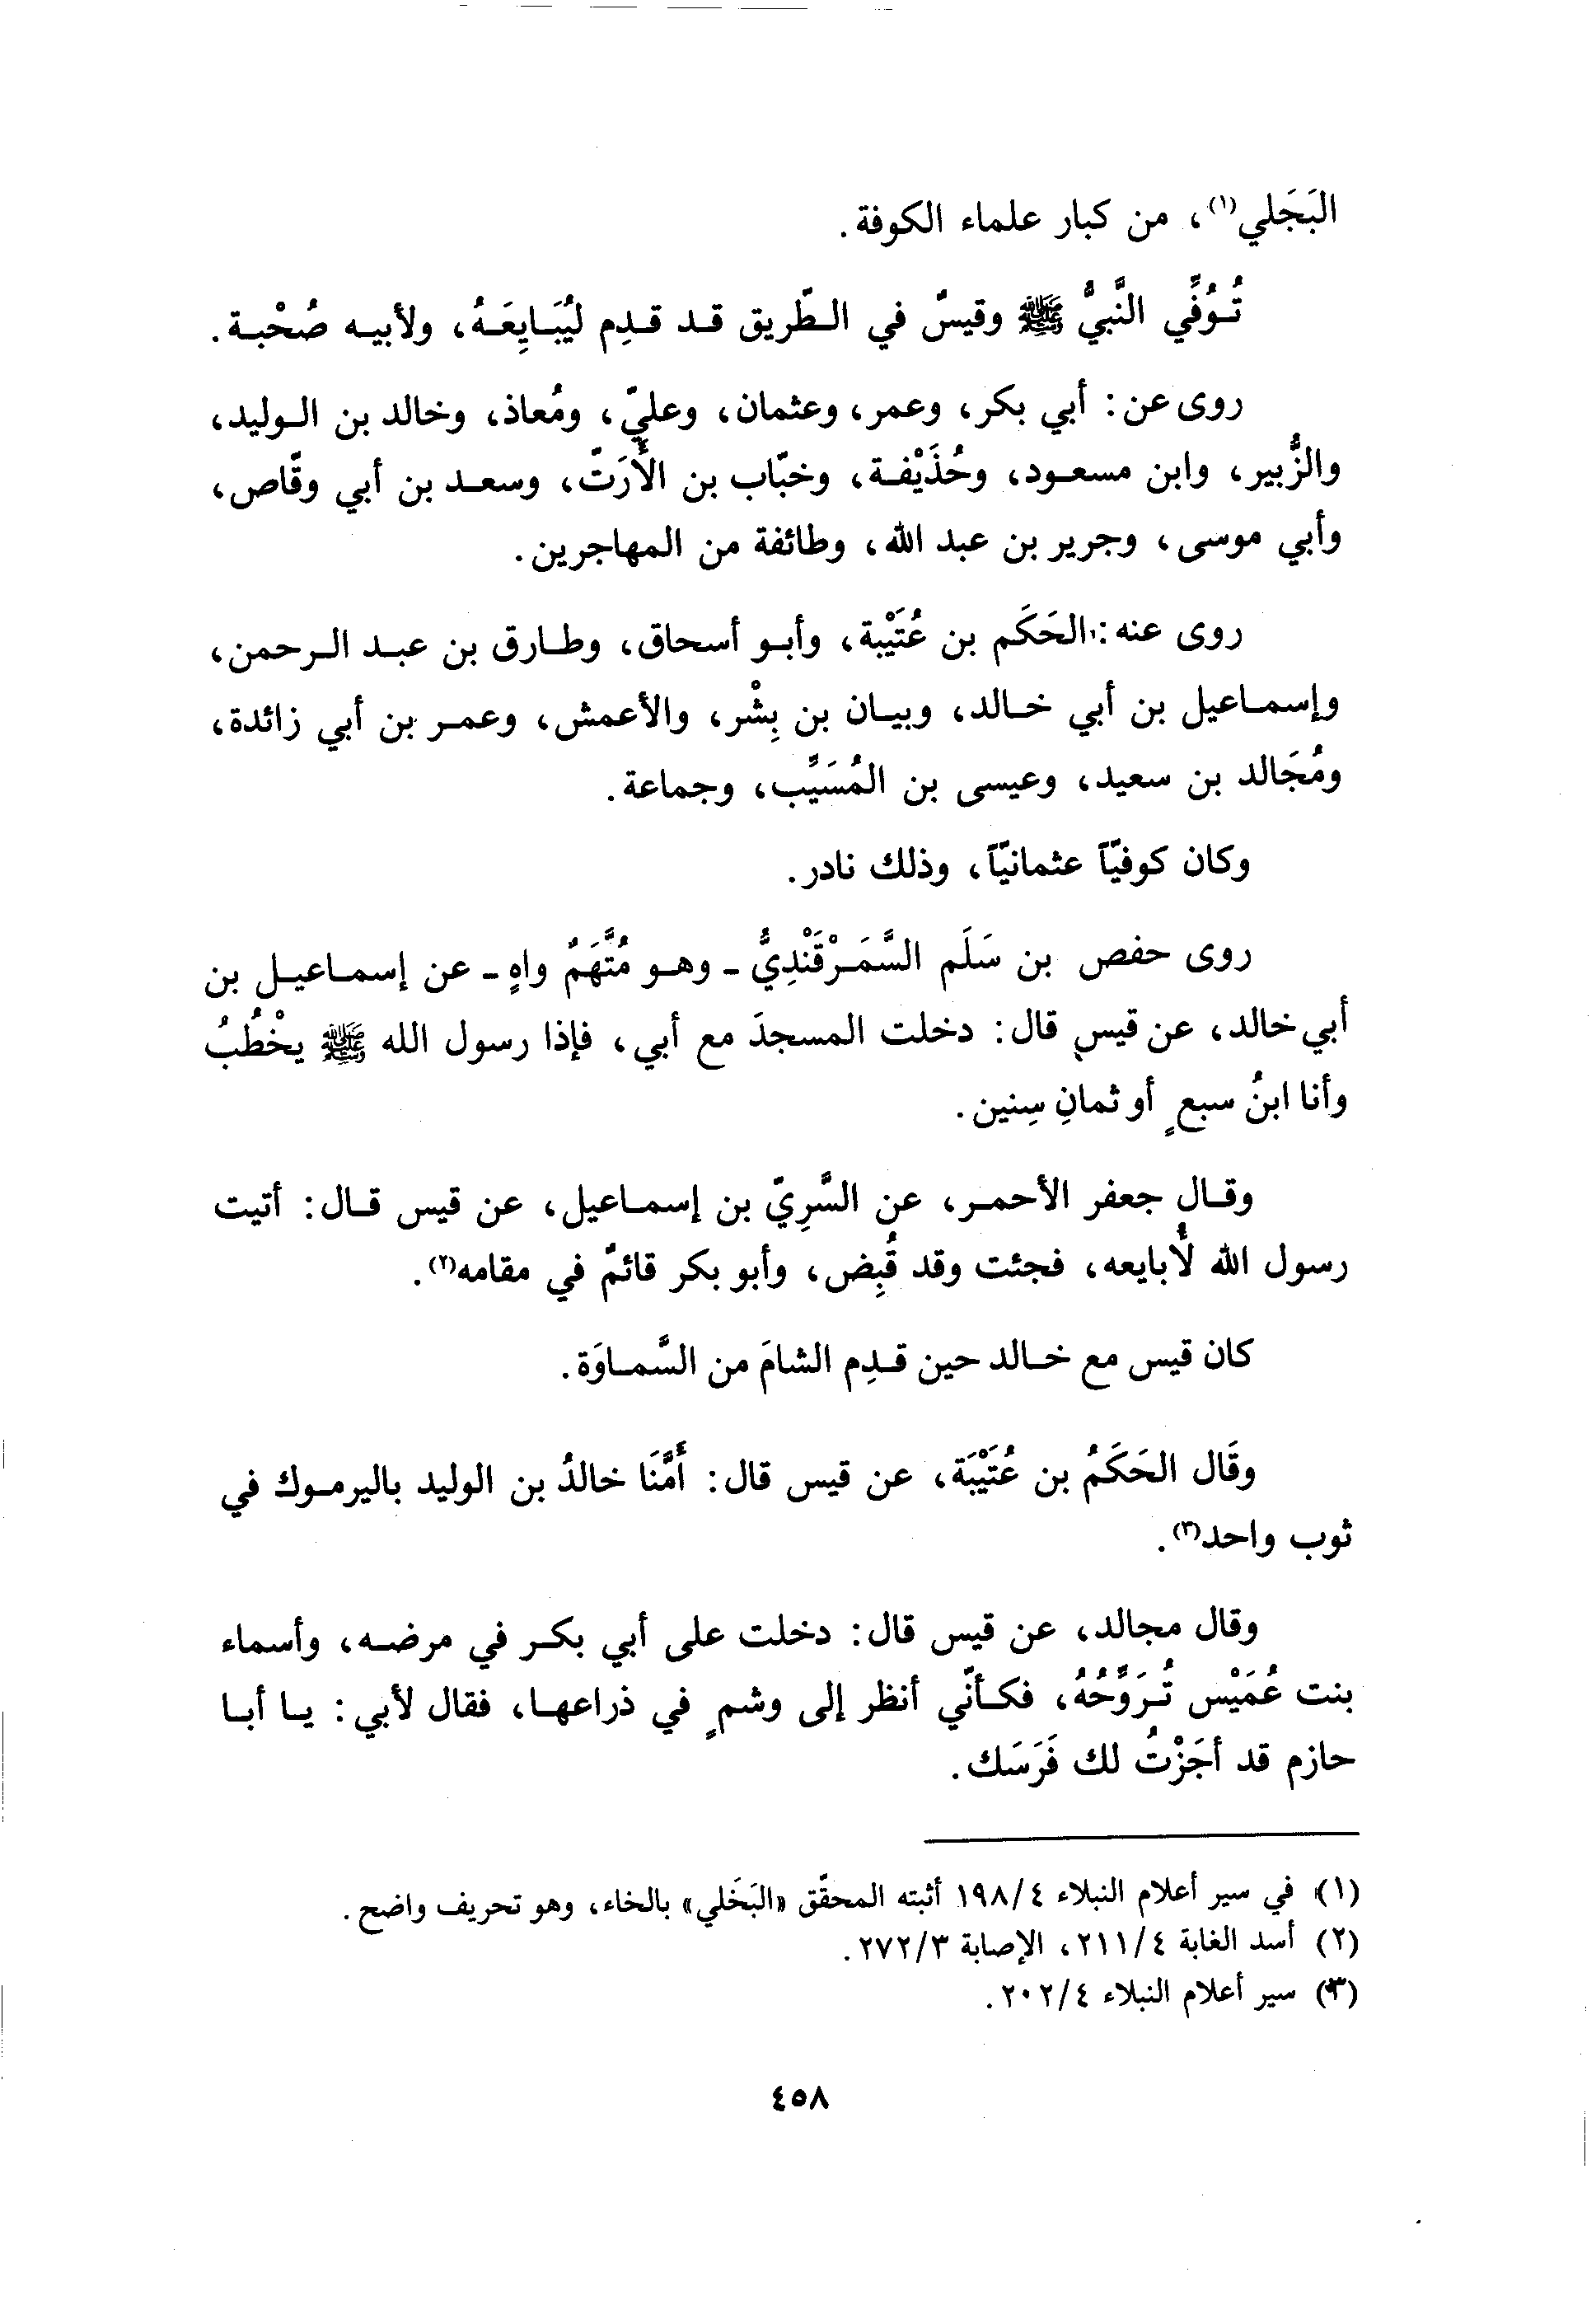 البَجَلي(١)، من كبار علماء الكوفة.
تُوُفِّي النَّبيُّ ﷺ وقيسٌ في الطّريق قد قدِم ليُبَايِعَهُ، ولأبيه صُحْبة.
روى عن: أبي بكر، وعمر، وعثمان، وعليّ، ومُعاذ، وخالد بن الوليد،
والزُّبير، وابن مسعود، وحُذَيْفة، وخبّاب بن الأَرَتّ، وسعد بن أبي وقّاص،
وأبي موسى، وجرير بن عبد الله، وطائفة من المهاجرين.
روى عنه: الحَكَم بن عُتَيْبة، وأبو أسحاق، وطارق بن عبد الرحمن،
وإسماعيل بن أبي خالد، وبيان بن بِشْر، والأعمش، وعمر بن أبي زائدة،
ومُجَالد بن سعيد، وعيسى بن المُسَيِّب، وجماعة.
وكان كوفيّاً عثمانيّاً، وذلك نادر.
روى حفص بن سَلَم السَّمَرْقَنْدِيُّ ـ وهو مُتَّهَمٌ واهٍ ـ عن إسماعيل بن
أبي خالد، عن قيسٍ قال: دخلت المسجدَ مع أبي، فإذا رسول الله ﷺ يخْطُبُ
وأنا ابنُ سبعٍ أو ثمانِ سِنين.
وقال جعفر الأحمر، عن السَّرِيّ بن إسماعيل، عن قيس قال: أتيت
رسول الله لأُبايعه، فجئت وقد قُبِض، وأبو بكر قائمٌ في مقامه(٢).
كان قيس مع خالد حين قدِم الشامَ من السَّماوَة.
وقَال الحَكَمُ بن عُتَيْبَة، عن قيس قال: أَمَّنَا خالدُ بن الوليد باليرموك في
ثوب واحد(٣).
وقال مجالد، عن قيس قال: دخلت على أبي بكر في مرضه، وأسماء
بنت عُمَيْس تُرَوِّحُهُ، فكأنّي أنظر إلى وشمٍ في ذراعها، فقال لأبي: يا أبا
حازم قد أجَزْتُ لك فَرَسَك.
(١) في سير أعلام النبلاء ١٩٨/٤ أثبته المحقّق «البَخَلي» بالخاء، وهو تحريف واضح.
(٢) أسد الغابة ٢١١/٤، الإصابة ٢٧٢/٣.
(٣) سير أعلام النبلاء ٢٠٢/٤.
٤٥٨